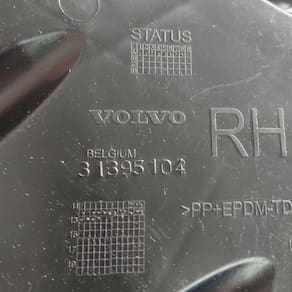 STATUS
VOLVO
RH
BELGIUM
31395104
>PP+EPDM-TD